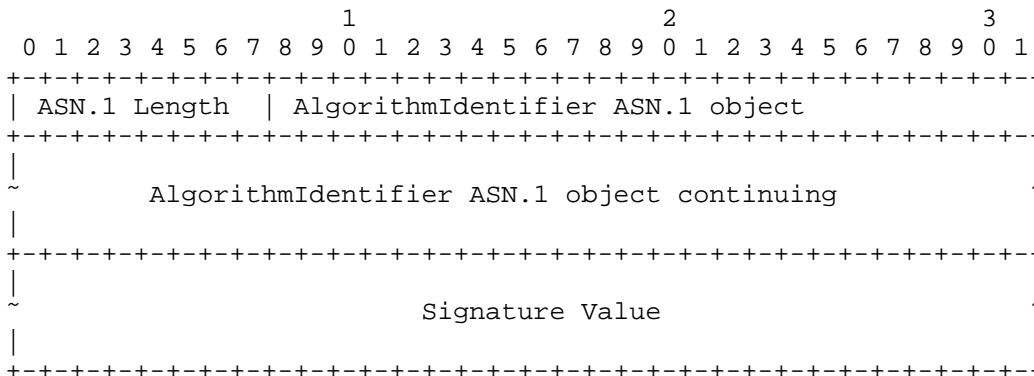 1                   2                   3
 0 1 2 3 4 5 6 7 8 9 0 1 2 3 4 5 6 7 8 9 0 1 2 3 4 5 6 7 8 9 0 1
+-+-+-+-+-+-+-+-+-+-+-+-+-+-+-+-+-+-+-+-+-+-+-+-+-+-+-+-+-+-+-+-
| ASN.1 Length  | AlgorithmIdentifier ASN.1 object
+-+-+-+-+-+-+-+-+-+-+-+-+-+-+-+-+-+-+-+-+-+-+-+-+-+-+-+-+-+-+-+-
|
~        AlgorithmIdentifier ASN.1 object continuing            ~
|
+-+-+-+-+-+-+-+-+-+-+-+-+-+-+-+-+-+-+-+-+-+-+-+-+-+-+-+-+-+-+-+-
|
~                         Signature Value                       ~
|
+-+-+-+-+-+-+-+-+-+-+-+-+-+-+-+-+-+-+-+-+-+-+-+-+-+-+-+-+-+-+-+-